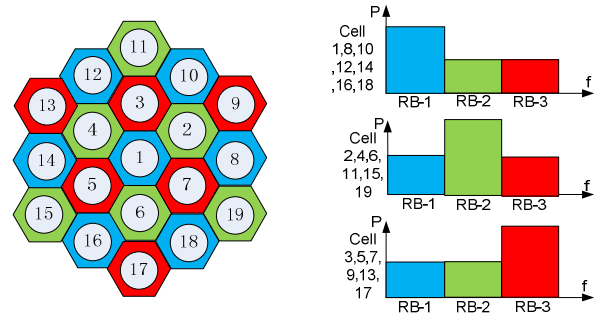 11
12
10
13
3
9
4
2
14
1
8
5
7
15
6
19
16
18
17
P
Cell
1,8,10
,12,14
,16,18
f
RB-1 RB-2 RB-3
P
Cell
2,4,6,
11,15,
19
f
RB-1 RB-2 RB-3
P
Cell
3,5,7,
9,13,
17
f
RB-1 RB-2 RB-3